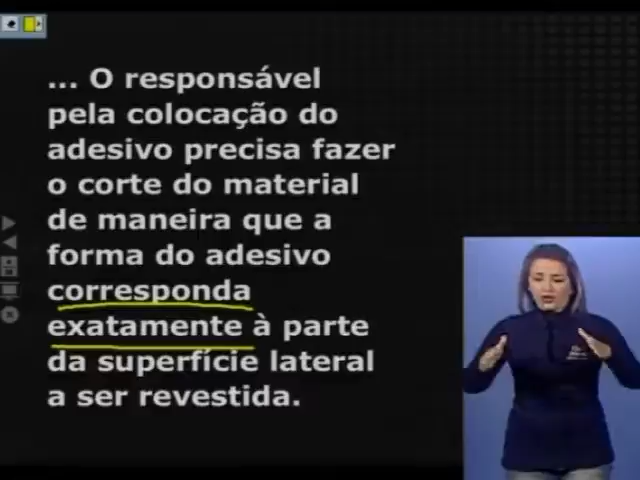 ... O responsável
pela colocação do
adesivo precisa fazer
o corte do material
de maneira que a
forma do adesivo
corresponda
exatamente à parte
da superfície lateral
a ser revestida.